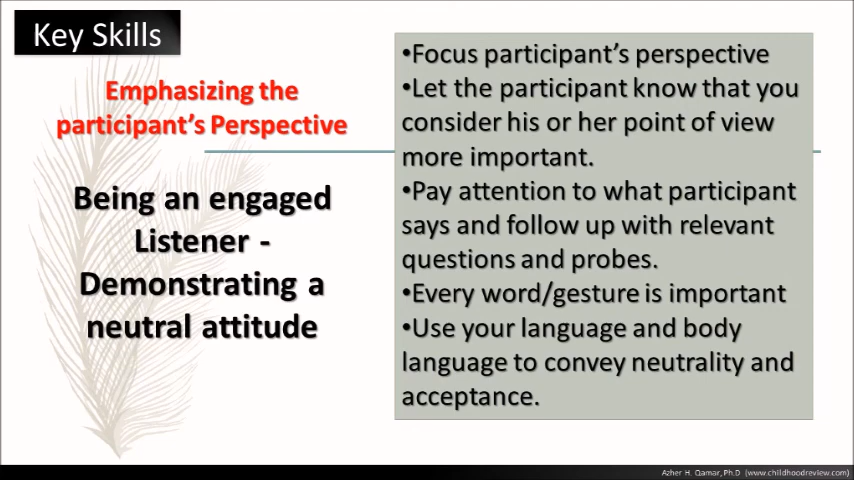 Key Skills
Emphasizing the
participant's Perspective
Being an engaged
Listener -
Demonstrating a
neutral attitude
•Focus participant's perspective
•Let the participant know that you
consider his or her point of view
more important.
•Pay attention to what participant
says and follow up with relevant
questions and probes.
•Every word/gesture is important
•Use your language and body
language to convey neutrality and
acceptance.
Azher H. Qamar, Ph.D (www.childhoodreview.com)